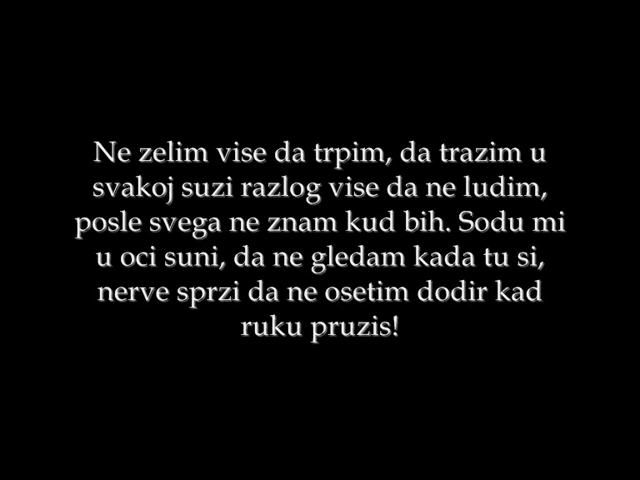 Ne zelim vise da trpim, da trazim u
svakoj suzi razlog vise da ne ludim,
posle svega ne znam kud bih. Sodu mi
u oci suni, da ne gledam kada tu si,
nerve sprzi da ne osetim dodir kad
ruku pruzis!